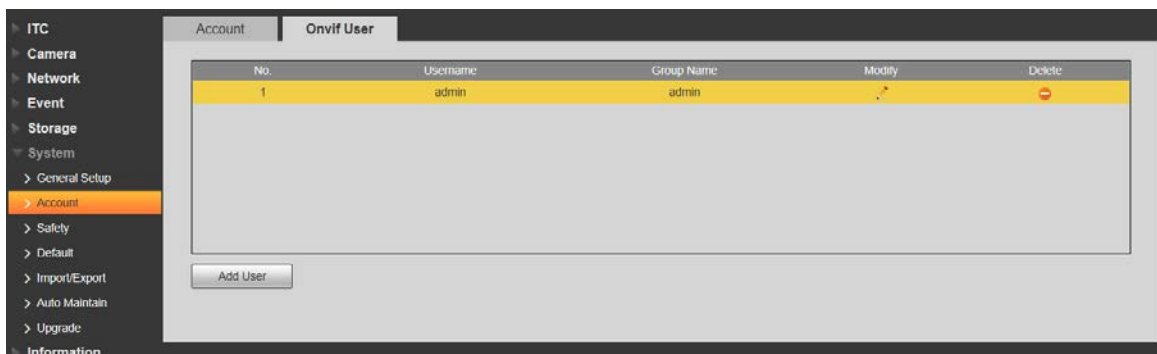 ITC
Camera
Network
Event
Storage
System
General Setup
Account
Safety
Default
Import/Export
Auto Maintain
Upgrade
Information
Account Onvif User
No. Username Group Name Modify Delete
1 admin admin
Add User